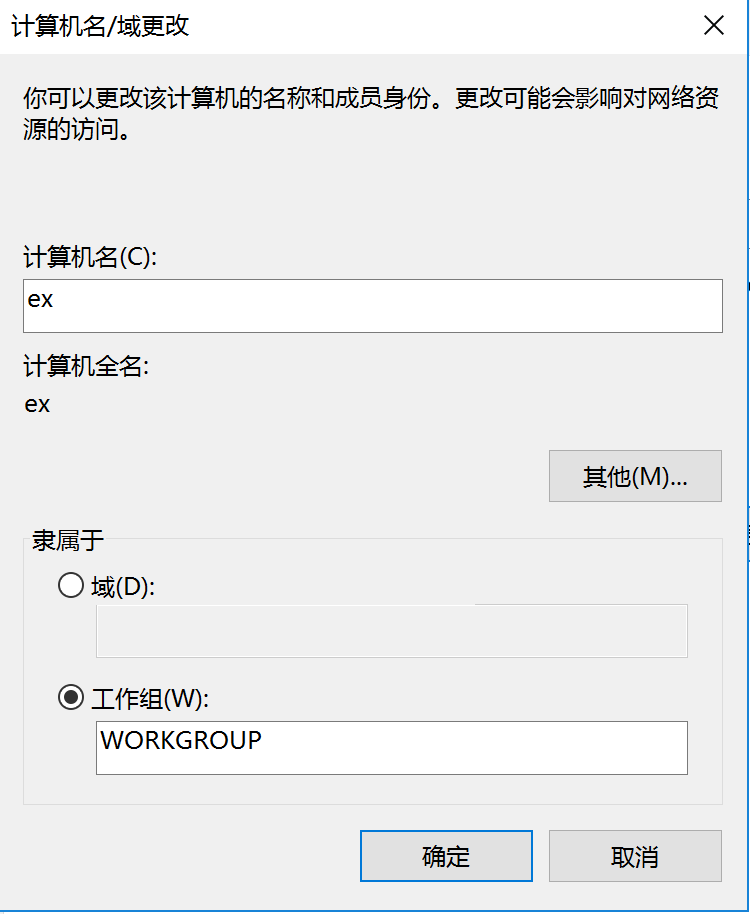 计算机名/域更改
你可以更改该计算机的名称和成员身份。更改可能会影响对网络资
源的访问。
计算机名(C):
ex
计算机全名:
ex
其他(M)...
隶属于
域(D):
工作组(W):
WORKGROUP
确定
取消